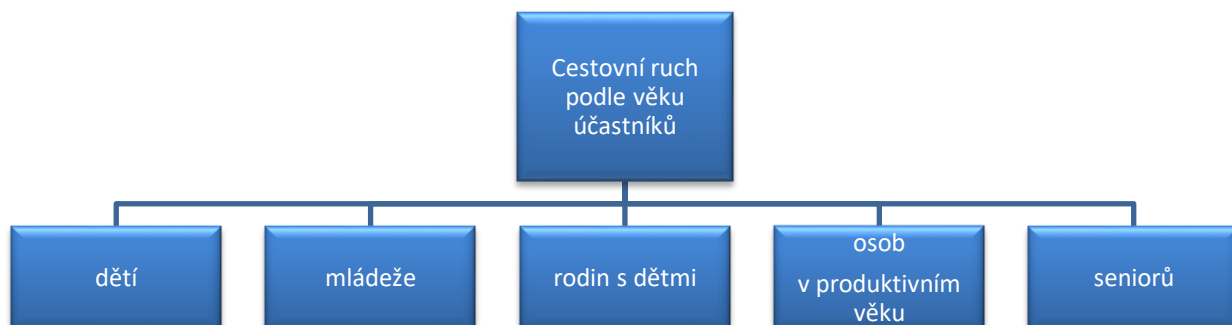 Cestovní ruch
podle věku
účastníků
dětí
mládeže
rodin s dětmi
osob
v produktivním
věku
seniorů